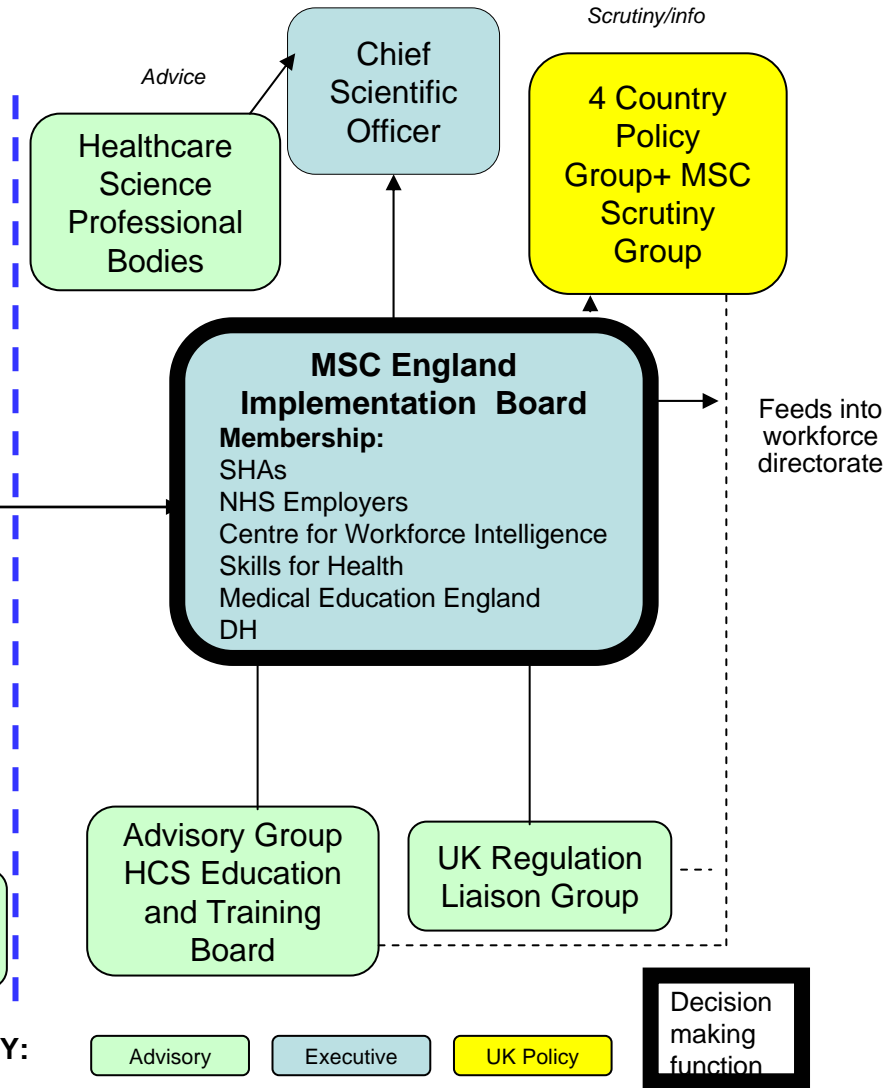 Scrutiny/info
Advice
Chief
Scientific
Officer
4 Country
Policy
Group+ MSC
Scrutiny
Group
Healthcare
Science
Professional
Bodies
MSC England
Implementation Board
Membership:
SHAs
NHS Employers
Centre for Workforce Intelligence
Skills for Health
Medical Education England
DH
Feeds into
workforce
directorate
Advisory Group
HCS Education
and Training
Board
UK Regulation
Liaison Group
Y:
Advisory
Executive
UK Policy
Decision
making
function